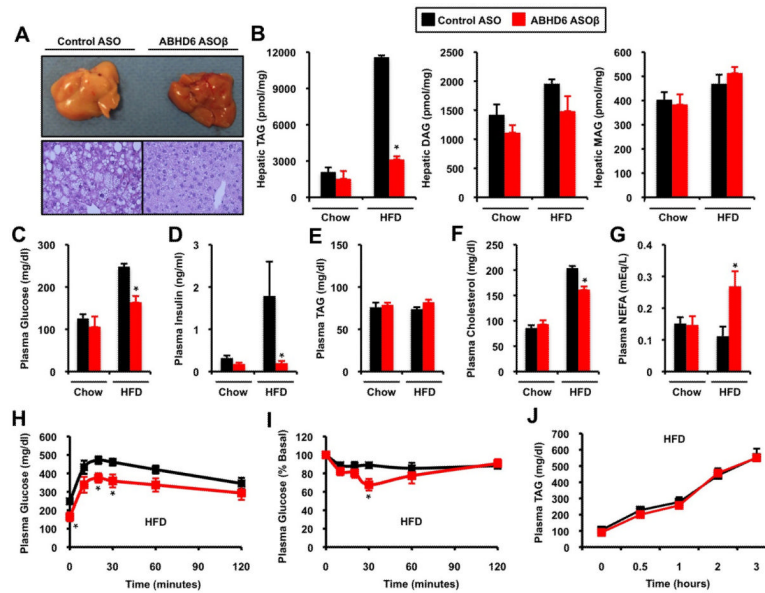 Control ASO ABHD6 ASOβ
A
Control ASO ABHD6 ASOβ
B
Hepatic TAG (pmol/mg)
12000
9000
6000
3000
0
*
Chow HFD
Hepatic DAG (pmol/mg)
2500
2000
1500
1000
500
0
Chow HFD
Hepatic MAG (pmol/mg)
600
500
400
300
200
100
0
Chow HFD
C
Plasma Glucose (mg/dl)
300
200
100
0
*
Chow HFD
D
Plasma Insulin (ng/ml)
3
2
1
0
*
Chow HFD
E
Plasma TAG (mg/dl)
150
100
50
0
Chow HFD
F
Plasma Cholesterol (mg/dl)
250
200
150
100
50
0
*
Chow HFD
G
Plasma NEFA (mEq/L)
0.4
0.3
0.2
0.1
0
*
Chow HFD
H
Plasma Glucose (mg/dl)
600
500
400
300
200
100
0
* * *
HFD
0 30 60 90 120
Time (minutes)
I
Plasma Glucose (% Basal)
120
100
80
60
40
20
0
*
HFD
0 30 60 90 120
Time (minutes)
J
Plasma TAG (mg/dl)
HFD
700
600
500
400
300
200
100
0
0 0.5 1 2 3
Time (hours)